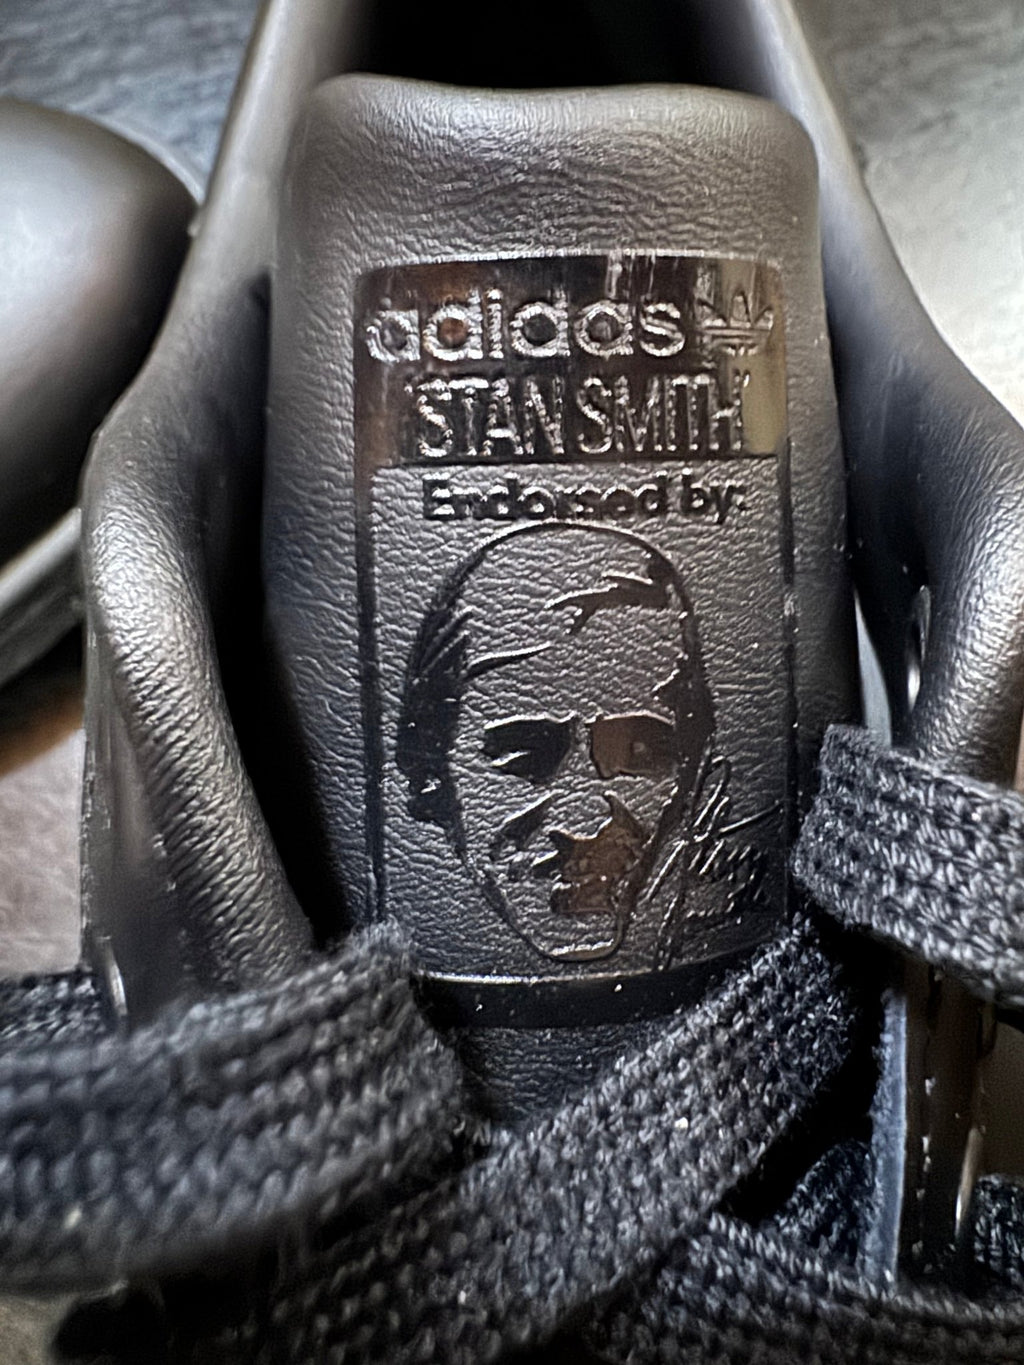 adidas
STAN SMITH
Endorsed by: